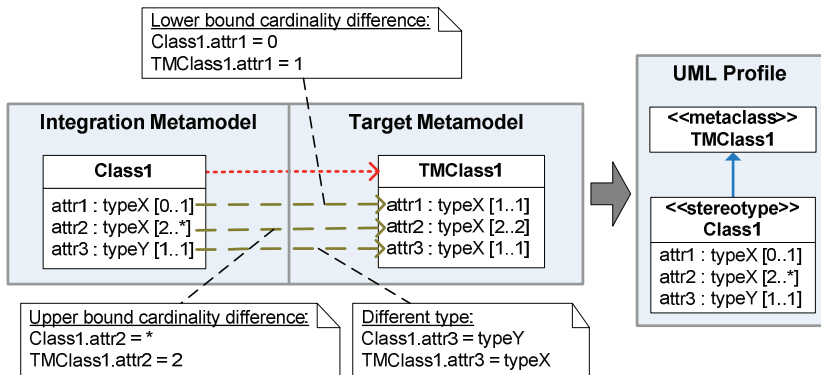 Lower bound cardinality difference:
Class1.attr1 = 0
TMClass1.attr1 = 1
Integration Metamodel
Target Metamodel
Class1
attr1 : typeX [0..1]
attr2 : typeX [2..*]
attr3 : typeY [1..1]
TMClass1
attr1 : typeX [1..1]
attr2 : typeX [2..2]
attr3 : typeX [1..1]
Upper bound cardinality difference:
Class1.attr2 = *
TMClass1.attr2 = 2
Different type:
Class1.attr3 = typeY
TMClass1.attr3 = typeX
UML Profile
<<metaclass>>
TMClass1
<<stereotype>>
Class1
attr1 : typeX [0..1]
attr2 : typeX [2..*]
attr3 : typeY [1..1]